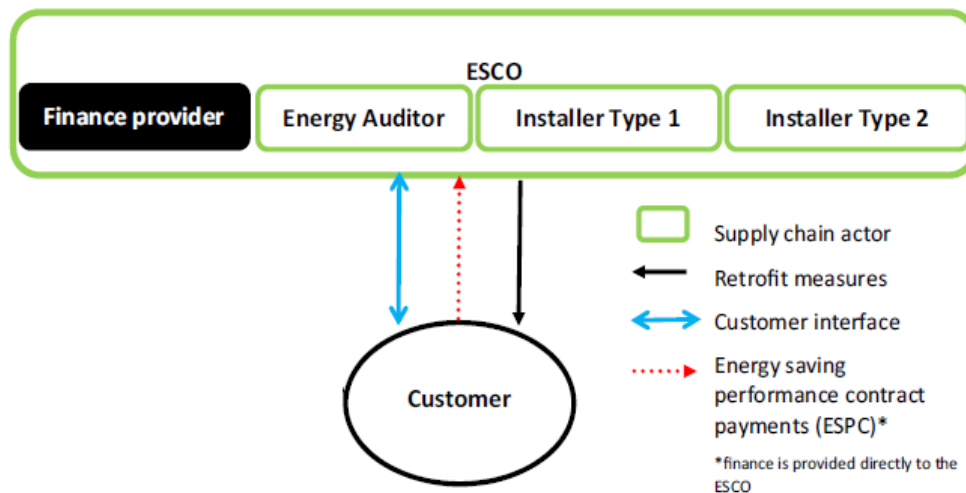 ESCO
Finance provider
Energy Auditor
Installer Type 1
Installer Type 2
Supply chain actor
Retrofit measures
Customer interface
Energy saving
performance contract
payments (ESPC)*
*finance is provided directly to the
ESCO
Customer